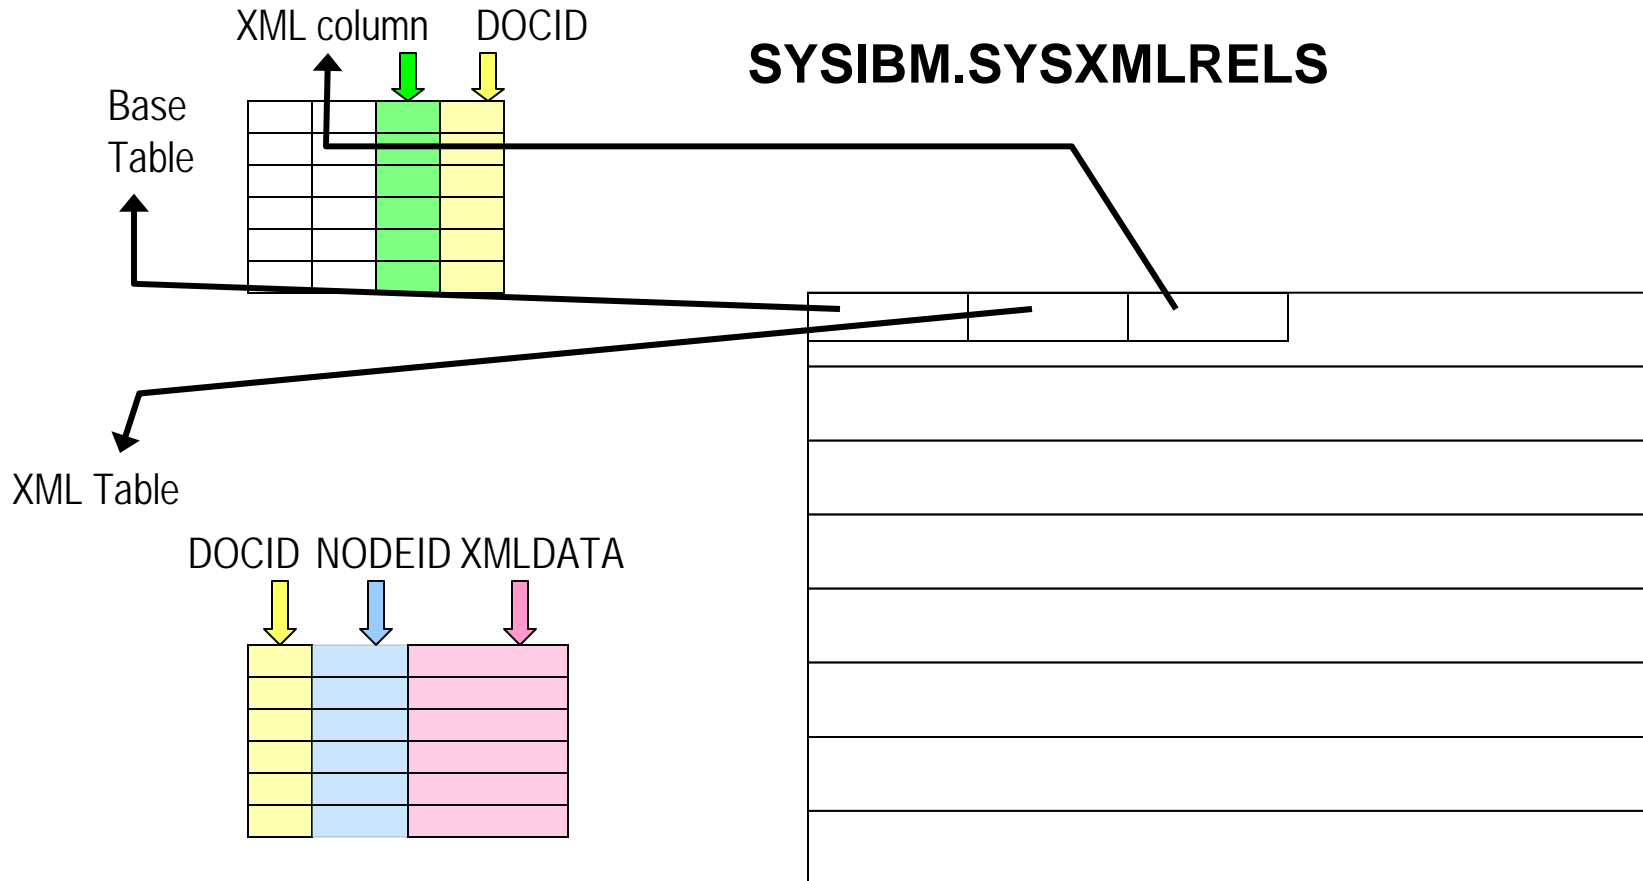 XML column DOCID
SYSIBM.SYSXMLRELS
Base
Table
XML Table
DOCID NODEID XMLDATA